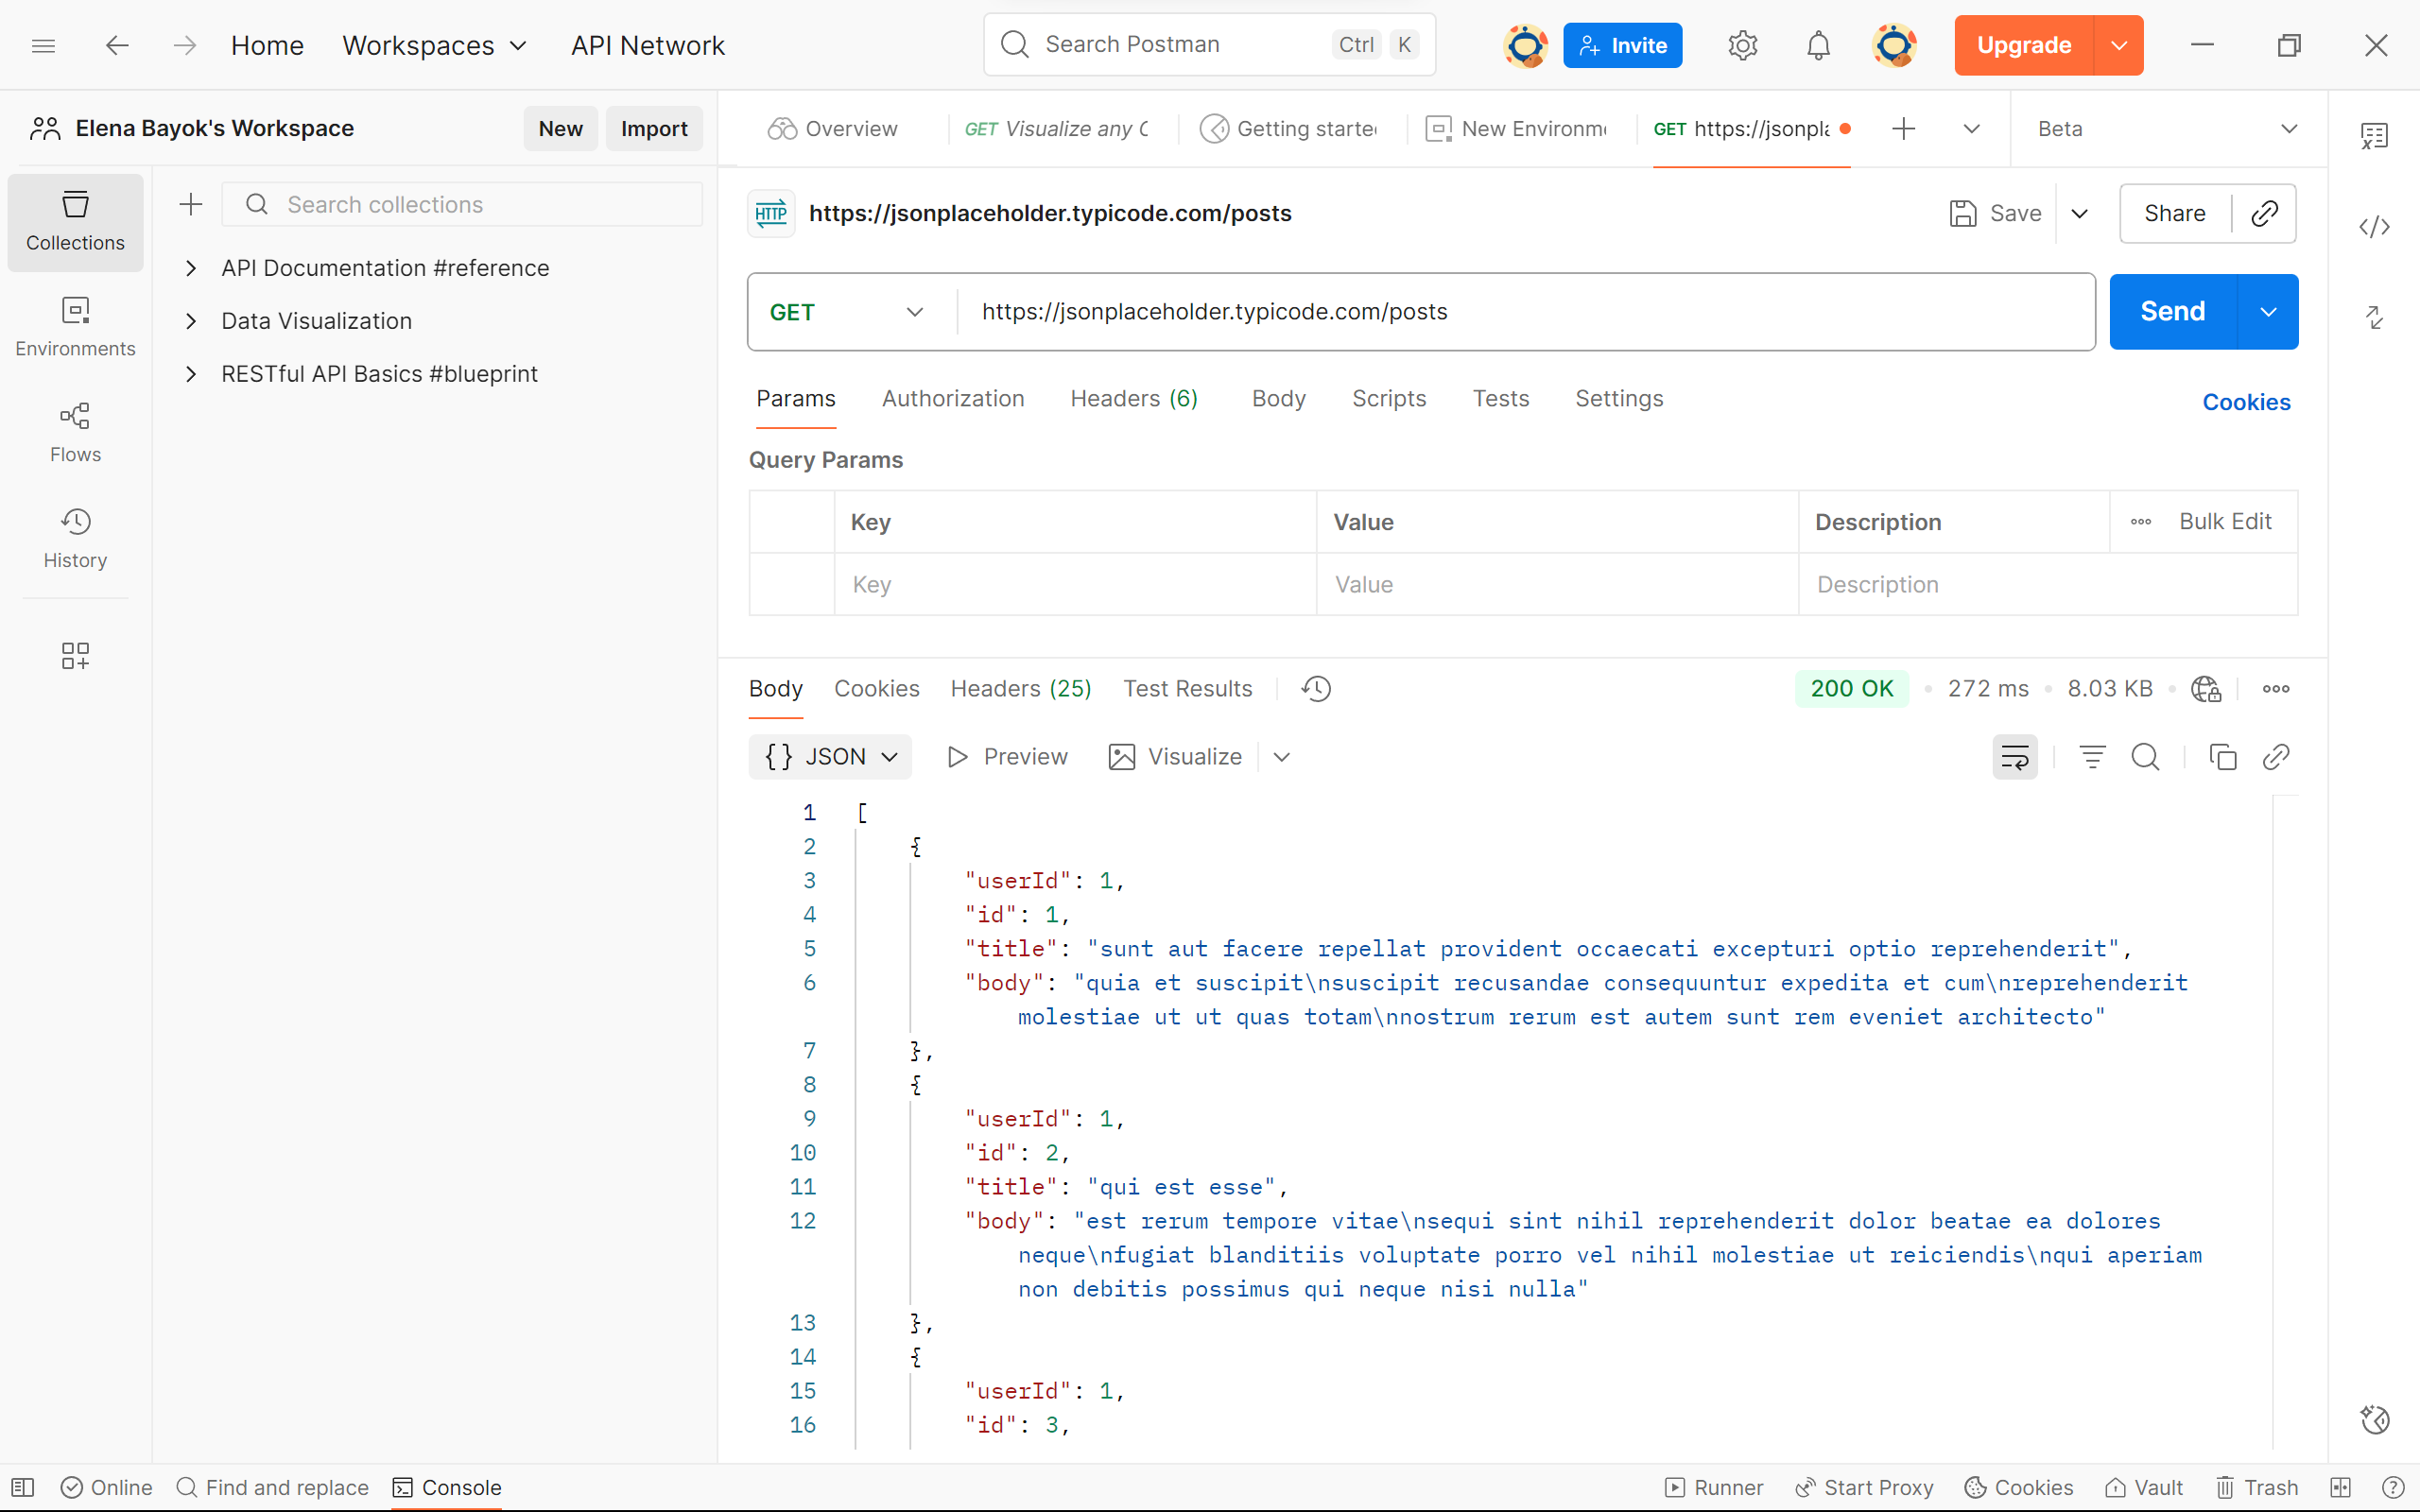 Home Workspaces API Network Search Postman Ctrl K Invite Upgrade
Elena Bayok's Workspace New Import
Overview GET Visualize any C Getting starte New Environm GET https://jsonpla Beta
Collections
Environments
Flows
History
Search collections
API Documentation #reference
Data Visualization
RESTful API Basics #blueprint
HTTP https://jsonplaceholder.typicode.com/posts Save Share
GET https://jsonplaceholder.typicode.com/posts Send
Params Authorization Headers (6) Body Scripts Tests Settings Cookies
Query Params
Key Value Description Bulk Edit
Key Value Description
Body Cookies Headers (25) Test Results 200 OK • 272 ms • 8.03 KB •
{} JSON Preview Visualize
1 [
2 {
3 "userId": 1,
4 "id": 1,
5 "title": "sunt aut facere repellat provident occaecati excepturi optio reprehenderit",
6 "body": "quia et suscipit\nsuscipit recusandae consequuntur expedita et cum\nreprehenderit
molestiae ut ut quas totam\nnostrum rerum est autem sunt rem eveniet architecto"
7 },
8 {
9 "userId": 1,
10 "id": 2,
11 "title": "qui est esse",
12 "body": "est rerum tempore vitae\nsequi sint nihil reprehenderit dolor beatae ea dolores
neque\nfugiat blanditiis voluptate porro vel nihil molestiae ut reiciendis\nqui aperiam
non debitis possimus qui neque nisi nulla"
13 },
14 {
15 "userId": 1,
16 "id": 3,
Online Find and replace Console Runner Start Proxy Cookies Vault Trash